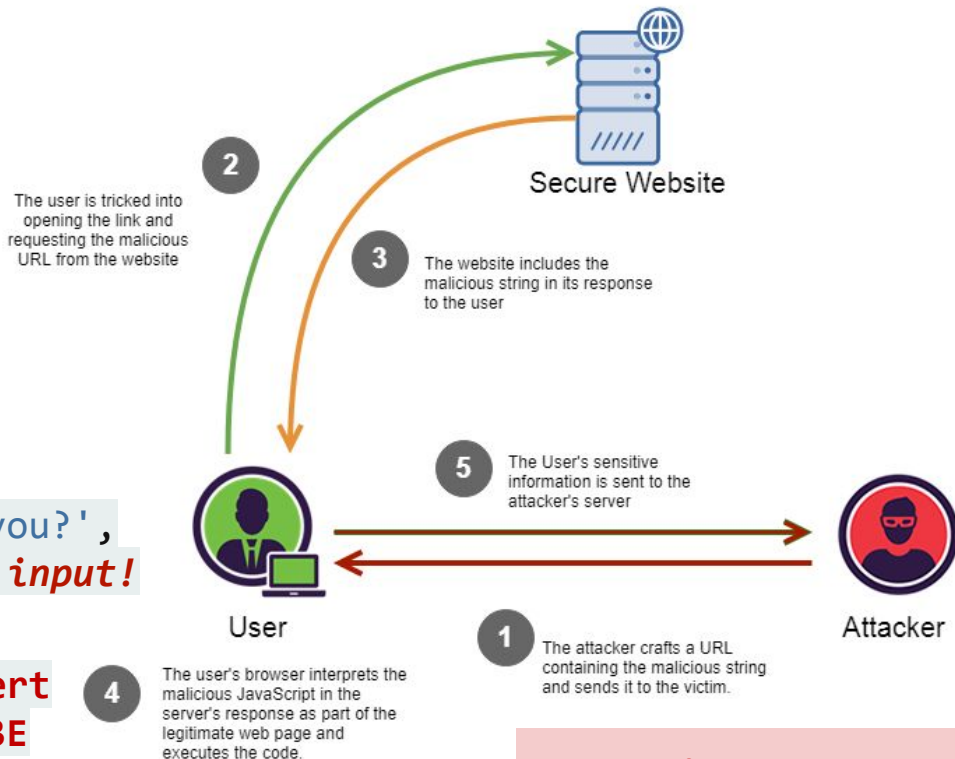 Secure Website
2
The user is tricked into
opening the link and
requesting the malicious
URL from the website
3
The website includes the
malicious string in its response
to the user
5
The User's sensitive
information is sent to the
attacker's server
you?',
input!
User
Attacker
1
The attacker crafts a URL
containing the malicious string
and sends it to the victim.
ert
BE
4
The user's browser interprets the
malicious JavaScript in the
server's response as part of the
legitimate web page and
executes the code.